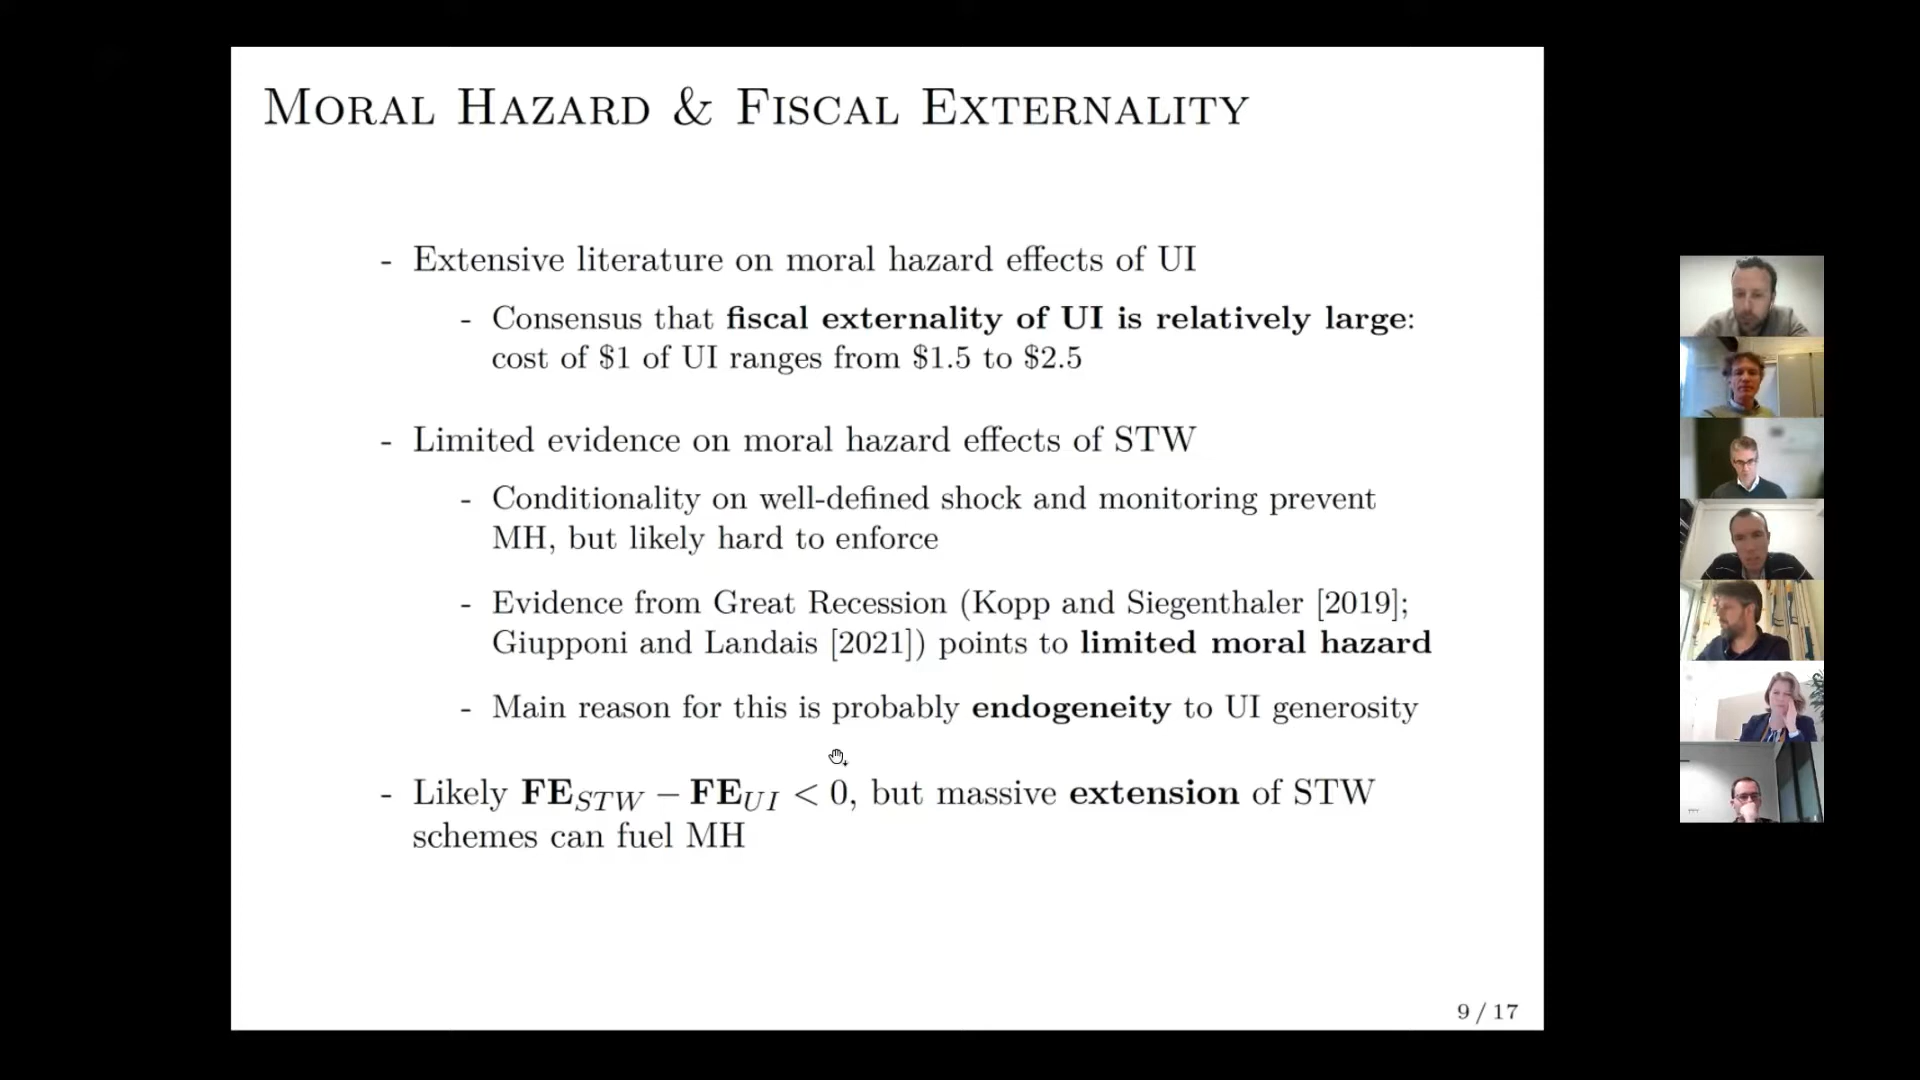 MORAL HAZARD & FISCAL EXTERNALITY
- Extensive literature on moral hazard effects of UI
- Consensus that fiscal externality of UI is relatively large:
cost of $1 of UI ranges from $1.5 to $2.5
- Limited evidence on moral hazard effects of STW
- Conditionality on well-defined shock and monitoring prevent
MH, but likely hard to enforce
- Evidence from Great Recession (Kopp and Siegenthaler [2019];
Giupponi and Landais [2021]) points to limited moral hazard
- Main reason for this is probably endogeneity to UI generosity
- Likely FE_STW − FE_UI < 0, but massive extension of STW
schemes can fuel MH
9 / 17